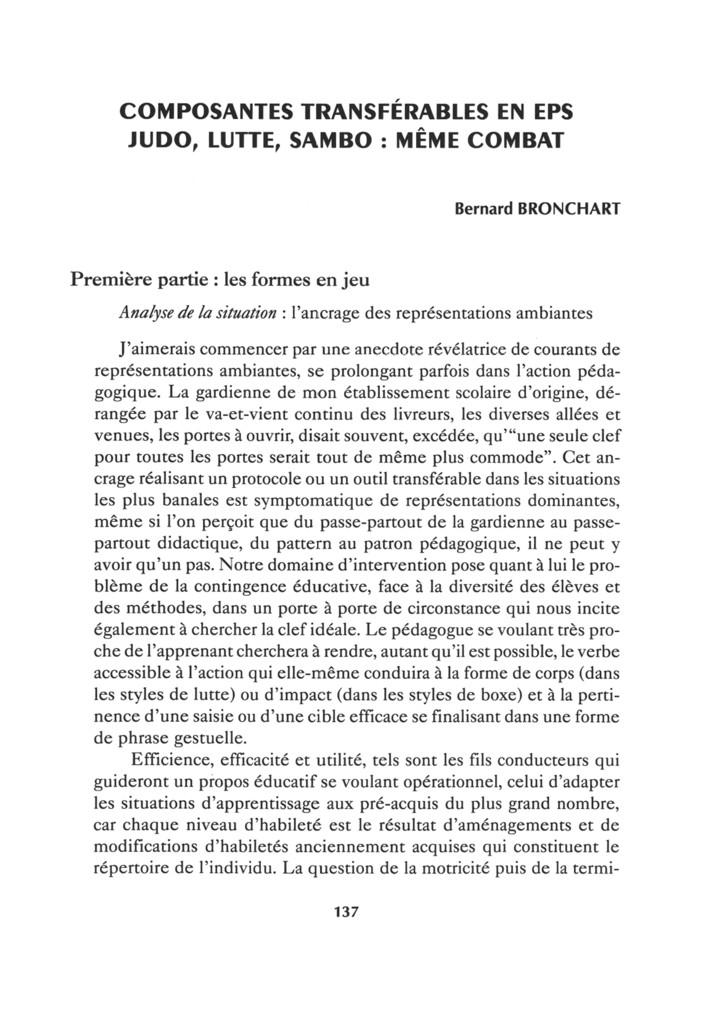 COMPOSANTES TRANSFÉRABLES EN EPS
JUDO, LUTTE, SAMBO : MÊME COMBAT
Bernard BRONCHART
Première partie : les formes en jeu
Analyse de la situation : l'ancrage des représentations ambiantes
J'aimerais commencer par une anecdote révélatrice de courants de
représentations ambiantes, se prolongant parfois dans l'action péda-
gogique. La gardienne de mon établissement scolaire d'origine, dé-
rangée par le va-et-vient continu des livreurs, les diverses allées et
venues, les portes à ouvrir, disait souvent, excédée, qu'“une seule clef
pour toutes les portes serait tout de même plus commode”. Cet an-
crage réalisant un protocole ou un outil transférable dans les situations
les plus banales est symptomatique de représentations dominantes,
même si l'on perçoit que du passe-partout de la gardienne au passe-
partout didactique, du pattern au patron pédagogique, il ne peut y
avoir qu'un pas. Notre domaine d'intervention pose quant à lui le pro-
blème de la contingence éducative, face à la diversité des élèves et
des méthodes, dans un porte à porte de circonstance qui nous incite
également à chercher la clef idéale. Le pédagogue se voulant très pro-
che de l'apprenant cherchera à rendre, autant qu'il est possible, le verbe
accessible à l'action qui elle-même conduira à la forme de corps (dans
les styles de lutte) ou d'impact (dans les styles de boxe) et à la perti-
nence d'une saisie ou d'une cible efficace se finalisant dans une forme
de phrase gestuelle.
Efficience, efficacité et utilité, tels sont les fils conducteurs qui
guideront un propos éducatif se voulant opérationnel, celui d'adapter
les situations d'apprentissage aux pré-acquis du plus grand nombre,
car chaque niveau d'habileté est le résultat d'aménagements et de
modifications d'habiletés anciennement acquises qui constituent le
répertoire de l'individu. La question de la motricité puis de la termi-
137